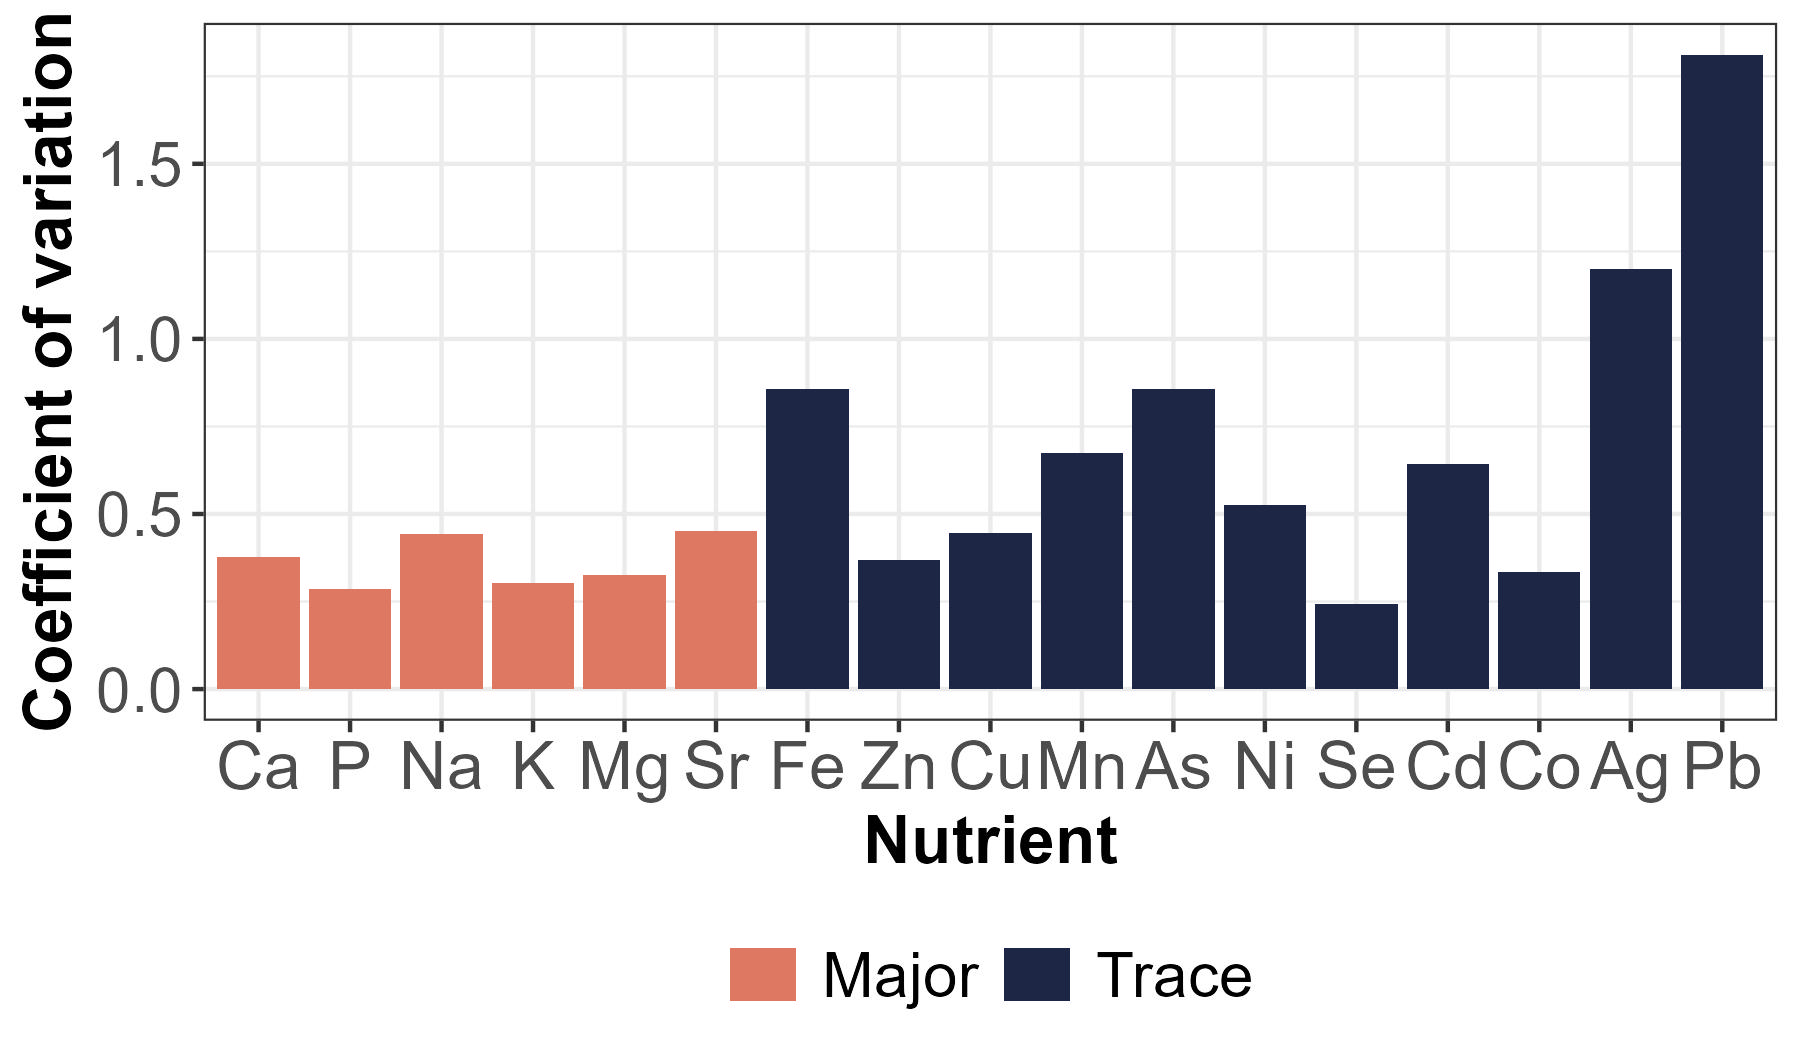 Coefficient of variation
1.5
1.0
0.5
0.0
Ca P Na K Mg Sr Fe Zn Cu Mn As Ni Se Cd Co Ag Pb
Nutrient
Major Trace